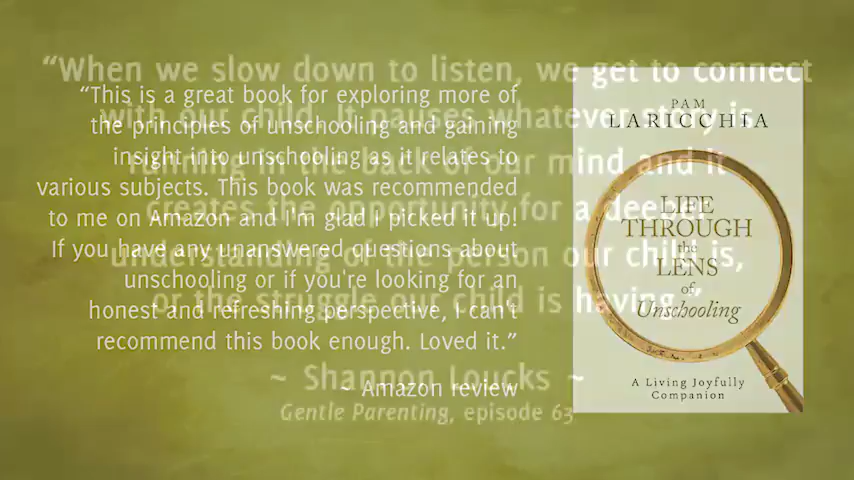 “When we slow down to listen, we get to connect
with our child. It pauses whatever story is
running in the back of our mind and it
creates the opportunity for a deeper
understanding of the person our child is,
or the struggle our child is having.”
~ Shannon Loucks ~
Gentle Parenting, episode 63
“This is a great book for exploring more of
the principles of unschooling and gaining
insight into unschooling as it relates to
various subjects. This book was recommended
to me on Amazon and I'm glad I picked it up!
If you have any unanswered questions about
unschooling or if you're looking for an
honest and refreshing perspective, I can't
recommend this book enough. Loved it.”
~ Amazon review
PAM
LARICCHIA
LIFE
THROUGH
the
LENS
of
Unschooling
A Living Joyfully
Companion